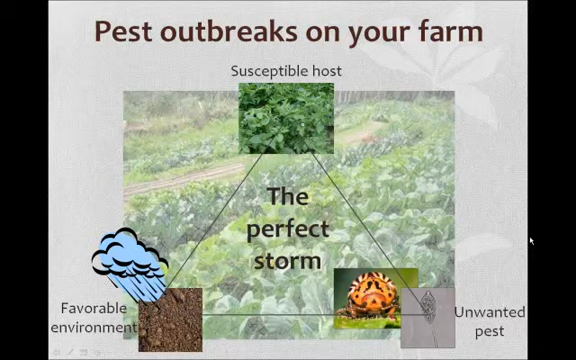 Pest outbreaks on your farm
Susceptible host
The
perfect
storm
Favorable
environment
Unwanted
pest